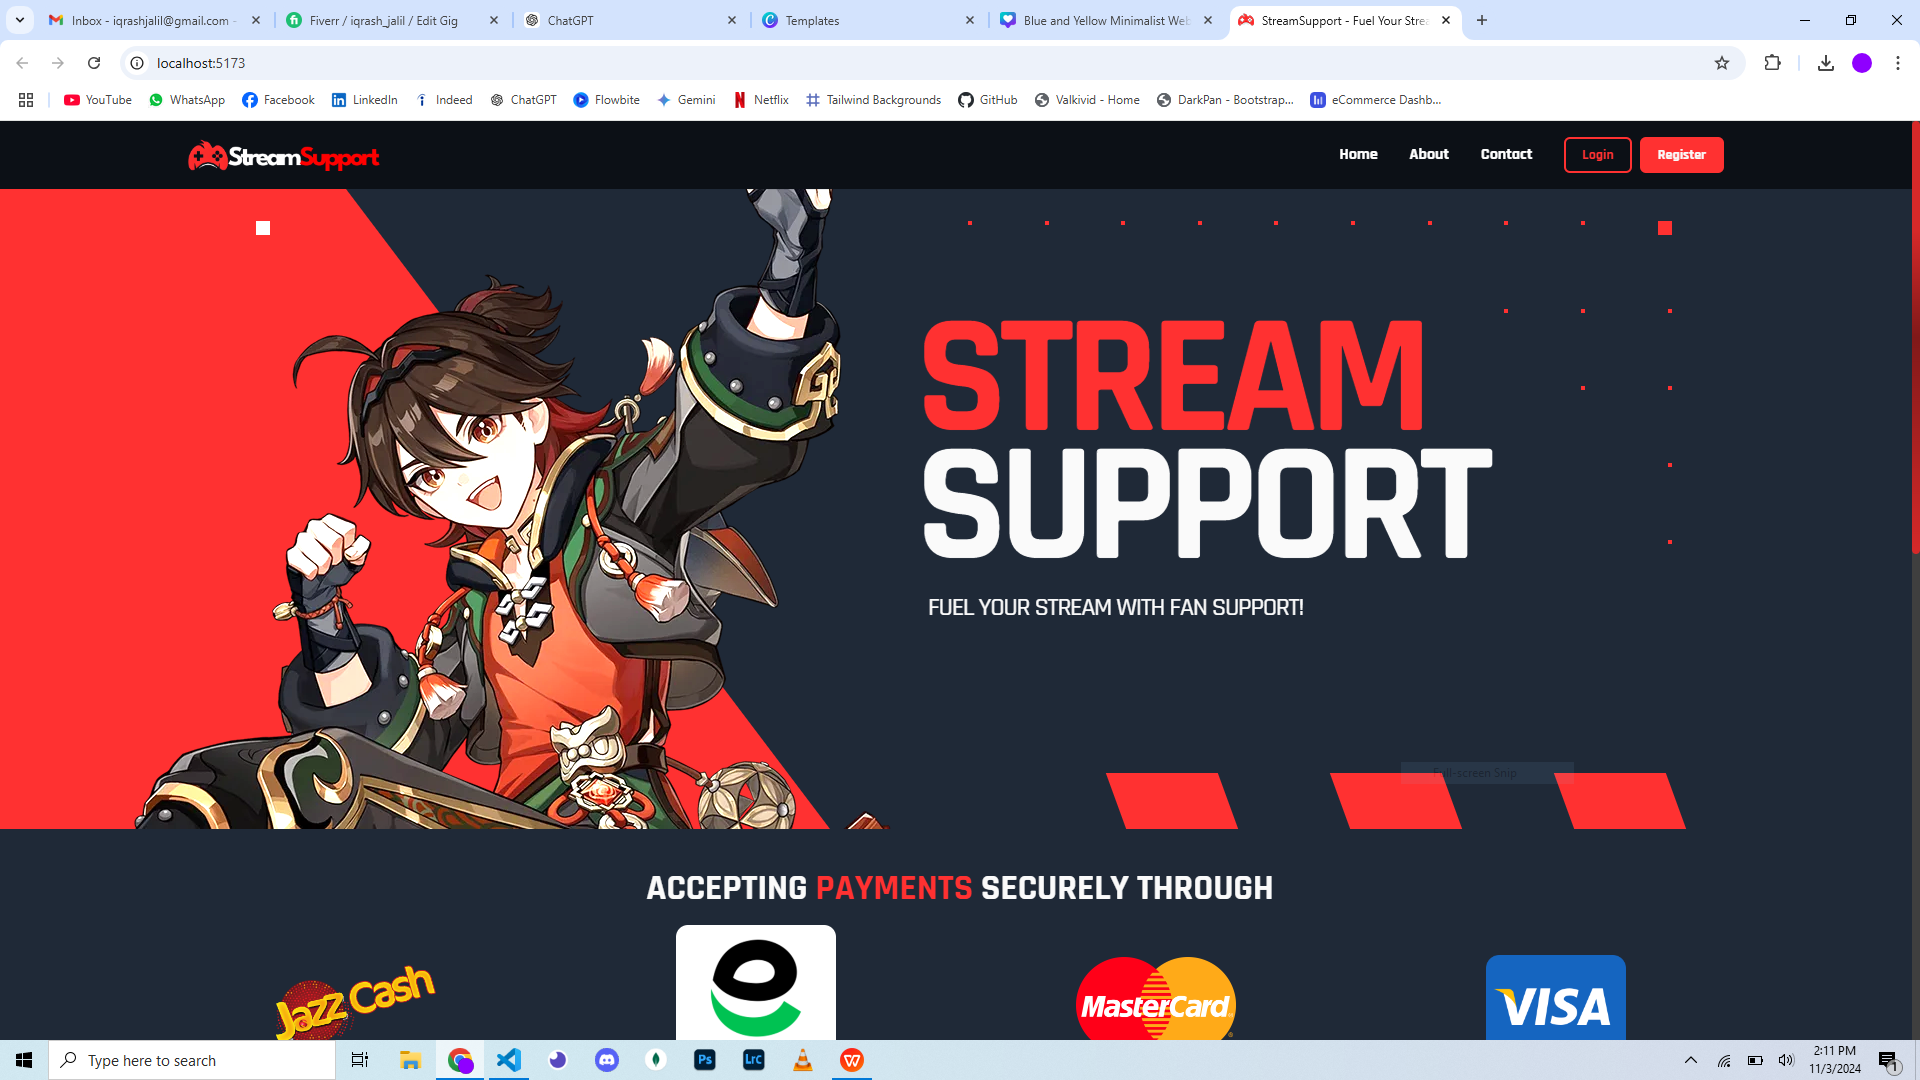 Inbox - iqrashjalil@gmail.com -
Fiverr / iqrash_jalil / Edit Gig
ChatGPT
Templates
Blue and Yellow Minimalist Web
StreamSupport - Fuel Your Strea
localhost:5173
YouTube
WhatsApp
Facebook
LinkedIn
Indeed
ChatGPT
Flowbite
Gemini
Netflix
Tailwind Backgrounds
GitHub
Valkivid - Home
DarkPan - Bootstrap...
eCommerce Dashb...
StreamSupport
Home
About
Contact
Login
Register
STREAM
SUPPORT
FUEL YOUR STREAM WITH FAN SUPPORT!
Full-screen Snip
ACCEPTING PAYMENTS SECURELY THROUGH
Jazz Cash
e
MasterCard
VISA
Type here to search
Ps
Lrc
2:11 PM
11/3/2024
1